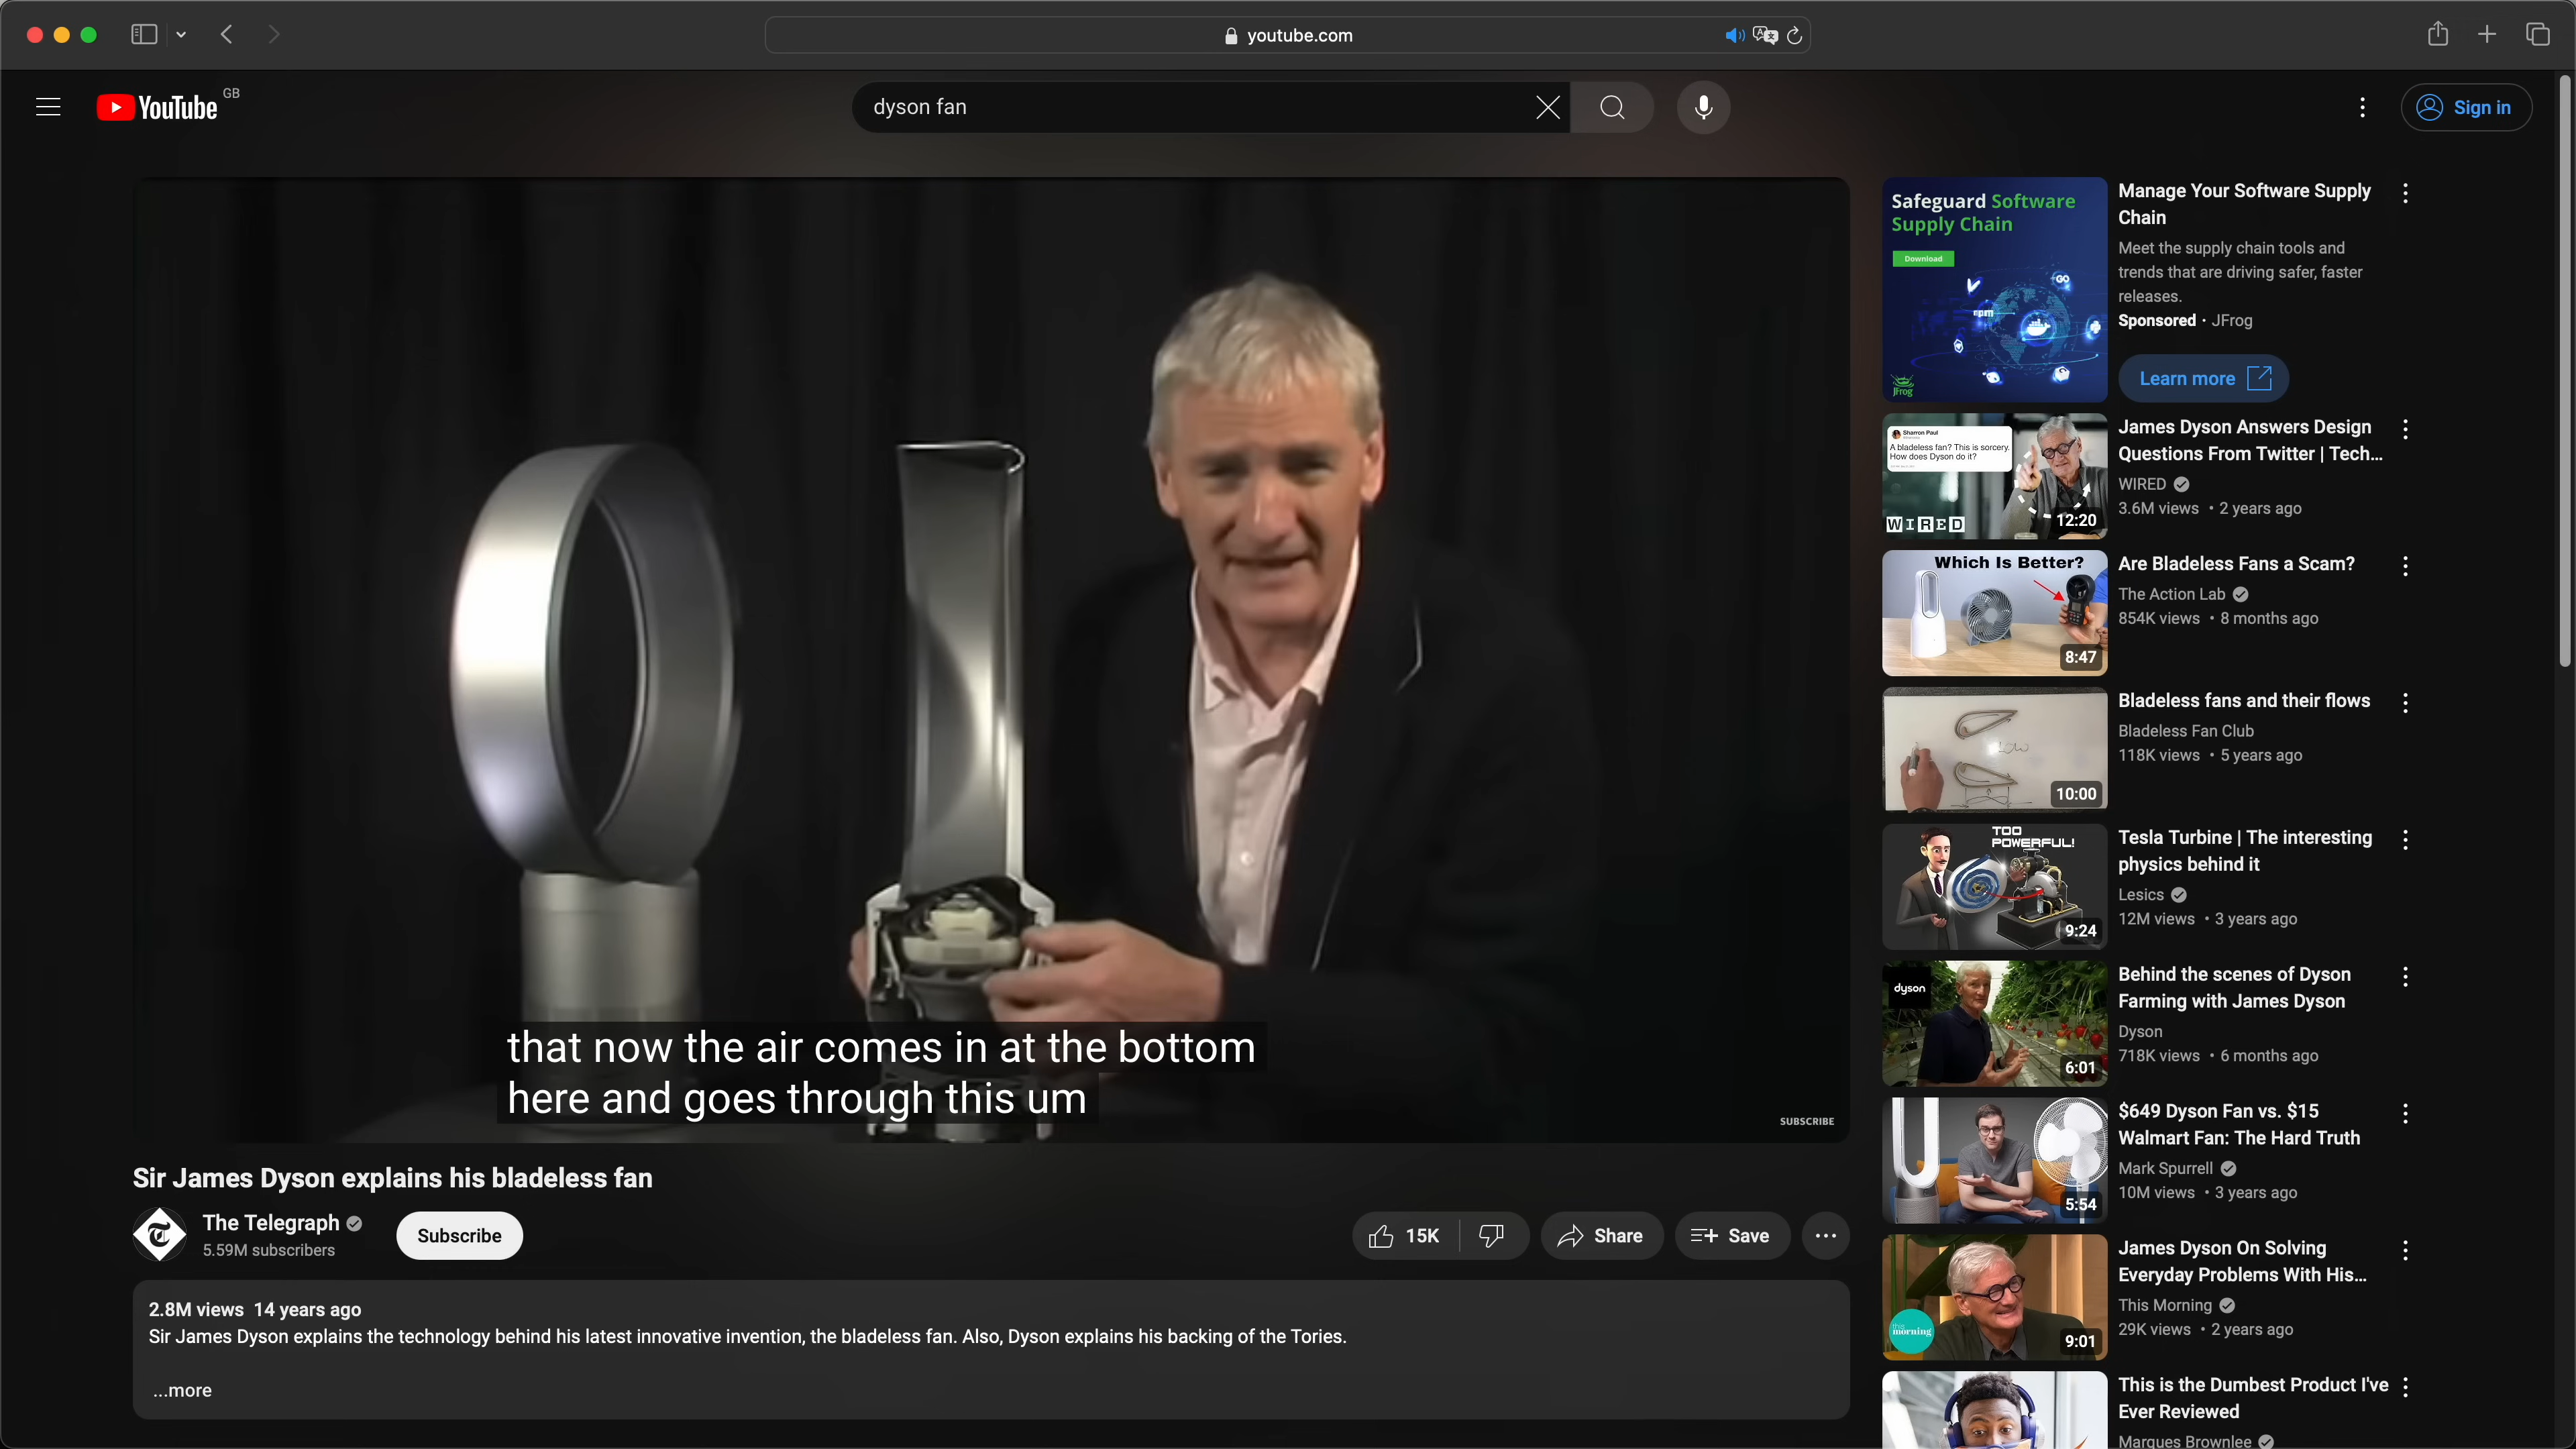 youtube.com
YouTube GB
dyson fan
Sign in
that now the air comes in at the bottom
here and goes through this um
SUBSCRIBE
Sir James Dyson explains his bladeless fan
The Telegraph
5.59M subscribers
Subscribe
15K
Share
Save
2.8M views 14 years ago
Sir James Dyson explains the technology behind his latest innovative invention, the bladeless fan. Also, Dyson explains his backing of the Tories.
...more
Safeguard Software
Supply Chain
Download
GO
npm
JFrog
Manage Your Software Supply
Chain
Meet the supply chain tools and
trends that are driving safer, faster
releases.
Sponsored • JFrog
Learn more
Sharron Paul
A bladeless fan? This is sorcery.
How does Dyson do it?
WIRED
12:20
James Dyson Answers Design
Questions From Twitter | Tech...
WIRED
3.6M views • 2 years ago
Which Is Better?
8:47
Are Bladeless Fans a Scam?
The Action Lab
854K views • 8 months ago
10:00
Bladeless fans and their flows
Bladeless Fan Club
118K views • 5 years ago
TOO
POWERFUL!
9:24
Tesla Turbine | The interesting
physics behind it
Lesics
12M views • 3 years ago
dyson
6:01
Behind the scenes of Dyson
Farming with James Dyson
Dyson
718K views • 6 months ago
5:54
$649 Dyson Fan vs. $15
Walmart Fan: The Hard Truth
Mark Spurrell
10M views • 3 years ago
this
morning
9:01
James Dyson On Solving
Everyday Problems With His...
This Morning
29K views • 2 years ago
This is the Dumbest Product I've
Ever Reviewed
Marques Brownlee